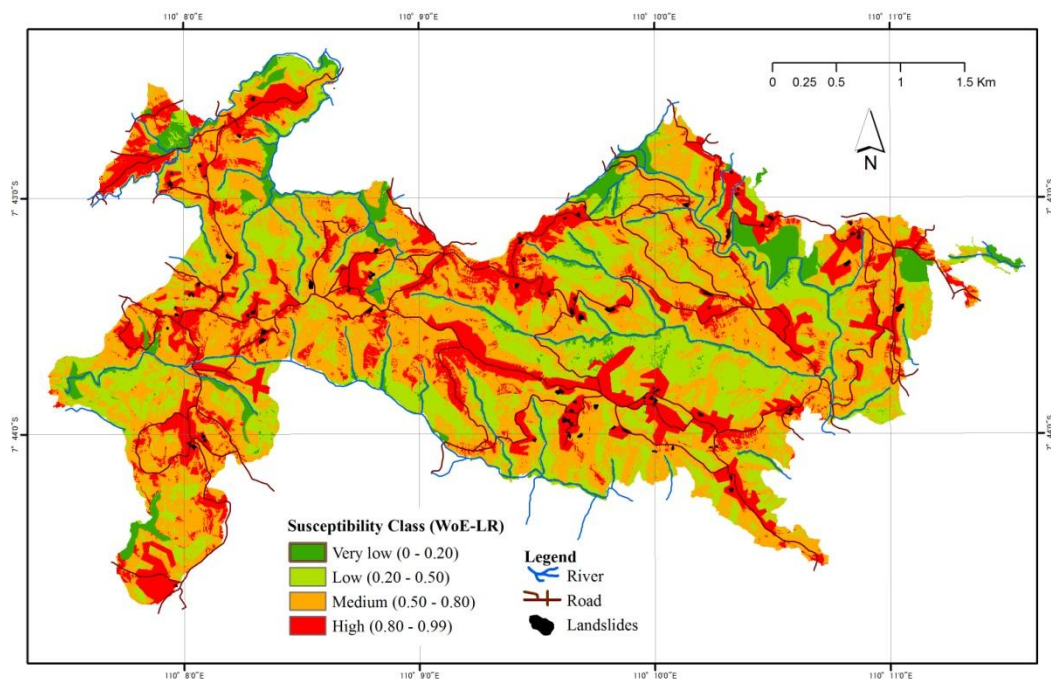 110° 8'0"E 110° 9'0"E 110° 10'0"E 110° 11'0"E
0 0.25 0.5 1 1.5 Km
N
7° 43'0"S 7° 43'0"S
7° 44'0"S 7° 44'0"S
Susceptibility Class (WoE-LR)
Very low (0 - 0.20)
Low (0.20 - 0.50)
Medium (0.50 - 0.80)
High (0.80 - 0.99)
Legend
River
Road
Landslides
110° 8'0"E 110° 9'0"E 110° 10'0"E 110° 11'0"E